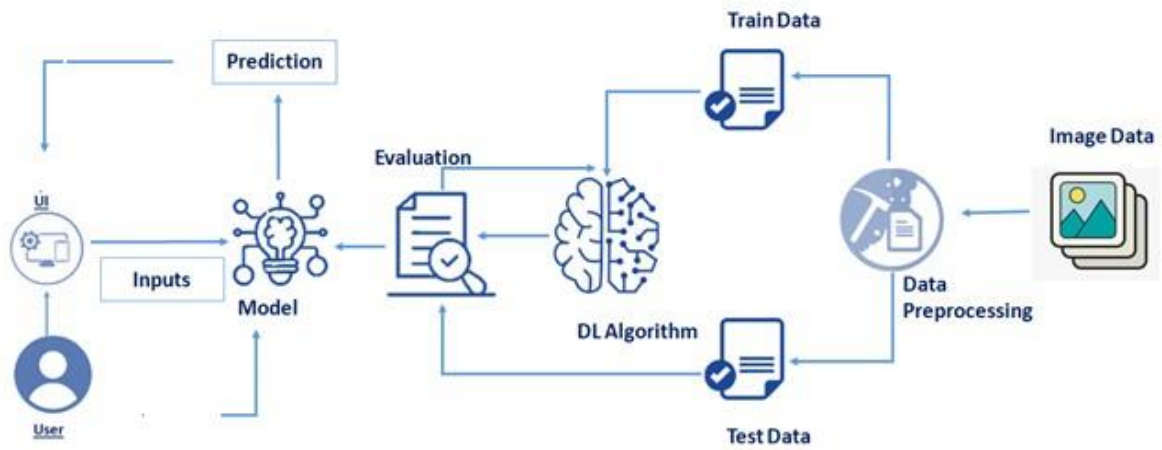 Train Data
Prediction
Image Data
Evaluation
UI
Inputs
Model
Data
Preprocessing
DL Algorithm
User
Test Data